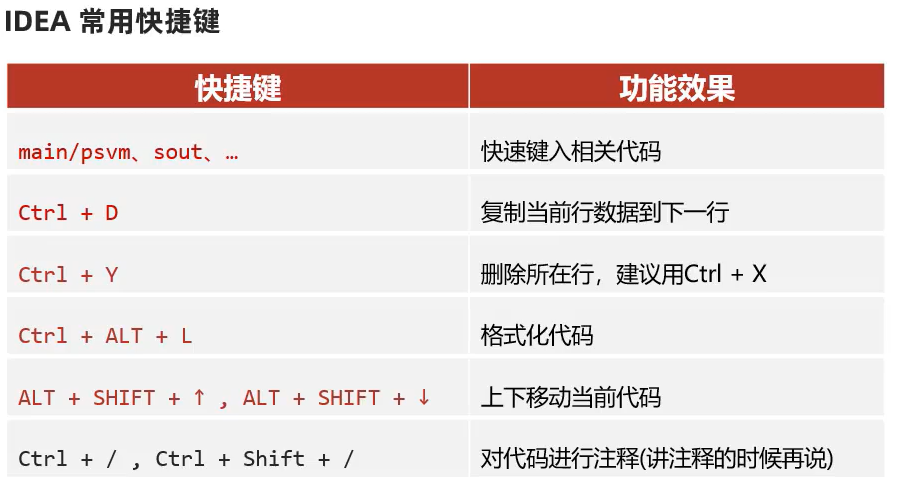 IDEA 常用快捷键
快捷键 功能效果
main/psvm、sout、… 快速键入相关代码
Ctrl + D 复制当前行数据到下一行
Ctrl + Y 删除所在行，建议用Ctrl + X
Ctrl + ALT + L 格式化代码
ALT + SHIFT + ↑ , ALT + SHIFT + ↓ 上下移动当前代码
Ctrl + / , Ctrl + Shift + / 对代码进行注释(讲注释的时候再说)